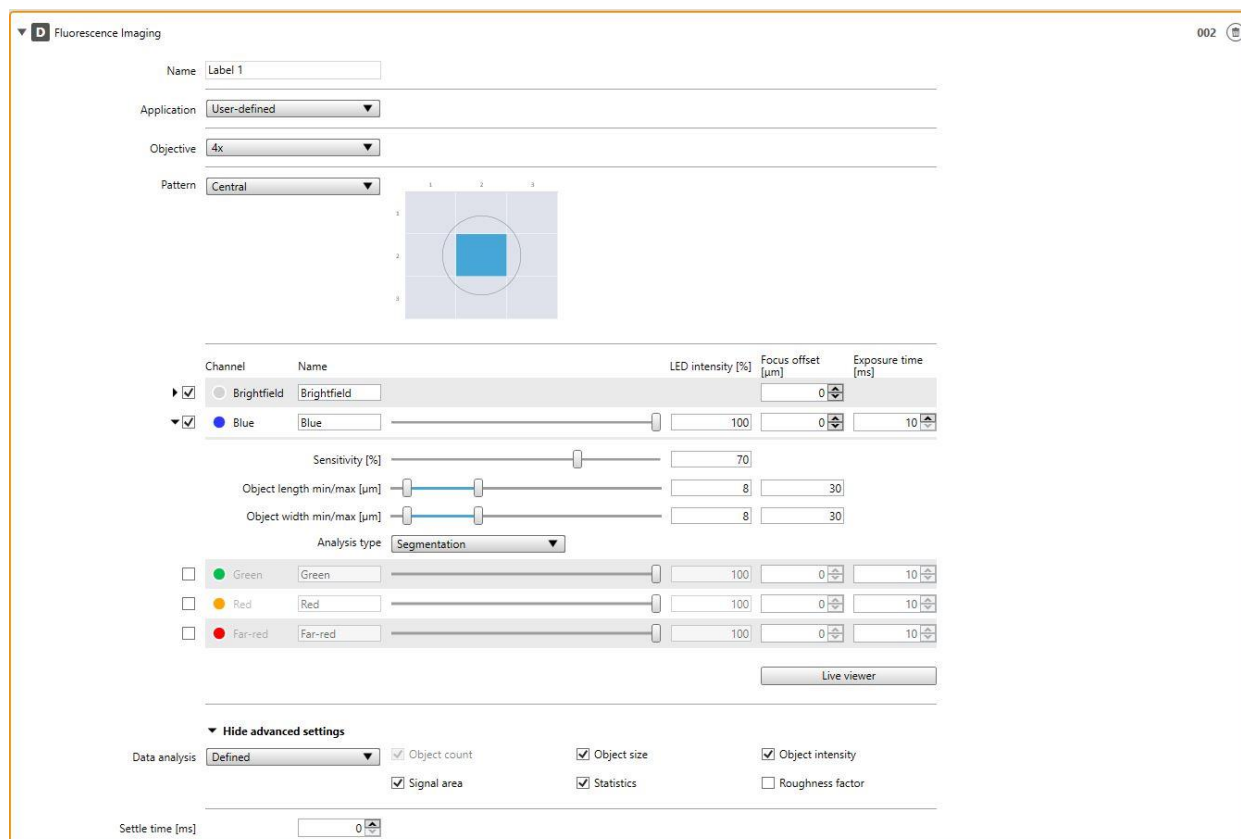 D Fluorescence Imaging 002
Name Label 1
Application User-defined
Objective 4x
Pattern Central
1 2 3
1
2
3
Channel Name LED intensity [%] Focus offset [µm] Exposure time [ms]
Brightfield Brightfield 0
Blue Blue 100 0 10
Sensitivity [%] 70
Object length min/max [µm] 8 30
Object width min/max [µm] 8 30
Analysis type Segmentation
Green Green 100 0 10
Red Red 100 0 10
Far-red Far-red 100 0 10
Live viewer
Hide advanced settings
Data analysis Defined Object count Object size Object intensity
Signal area Statistics Roughness factor
Settle time [ms] 0